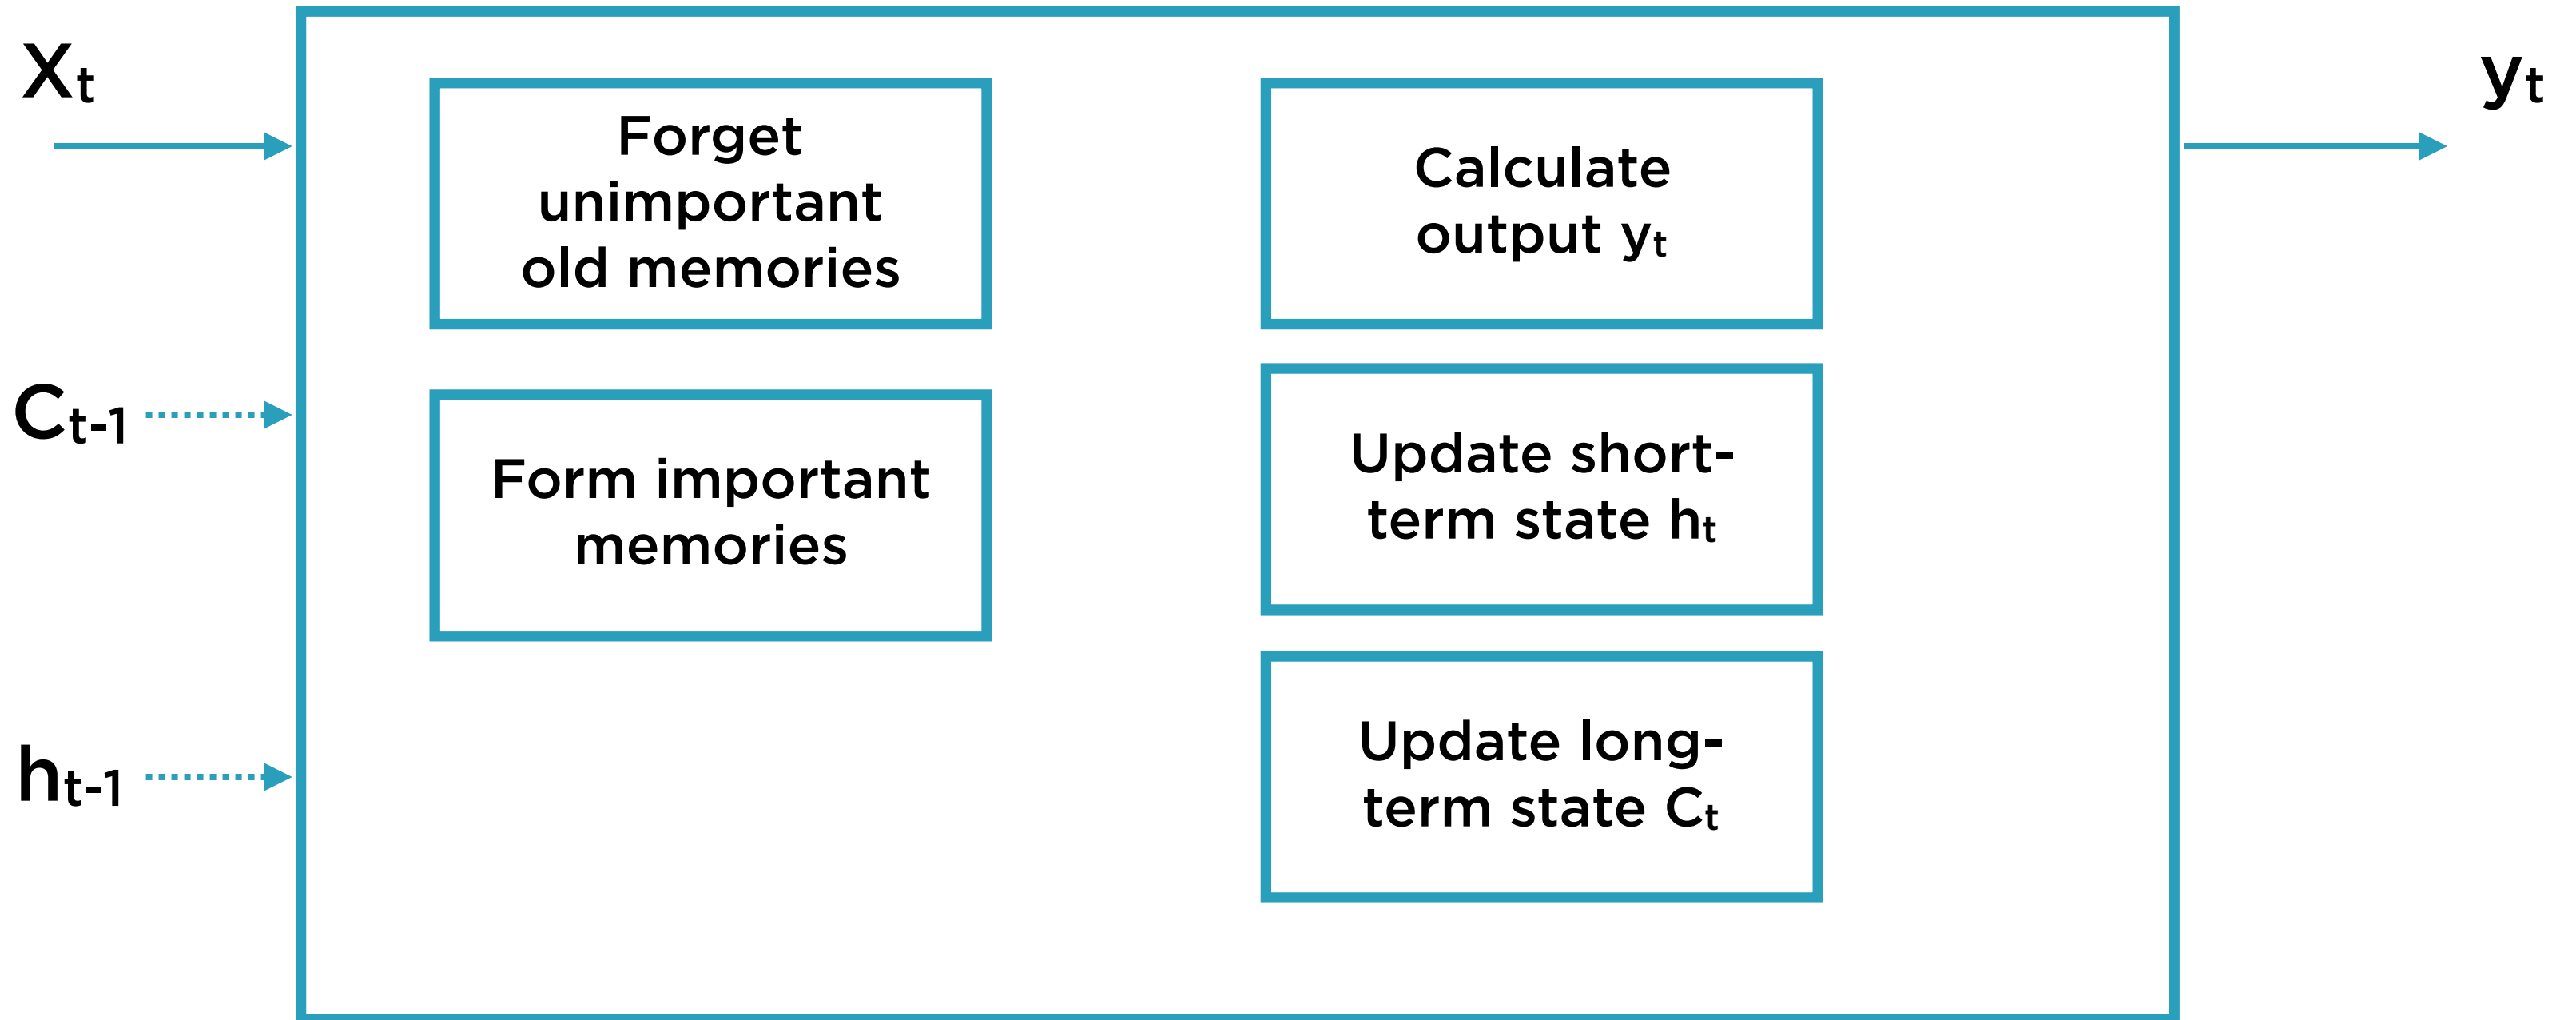 Xt
Ct-1
ht-1
Forget
unimportant
old memories
Form important
memories
Calculate
output yt
Update short-
term state ht
Update long-
term state Ct
yt